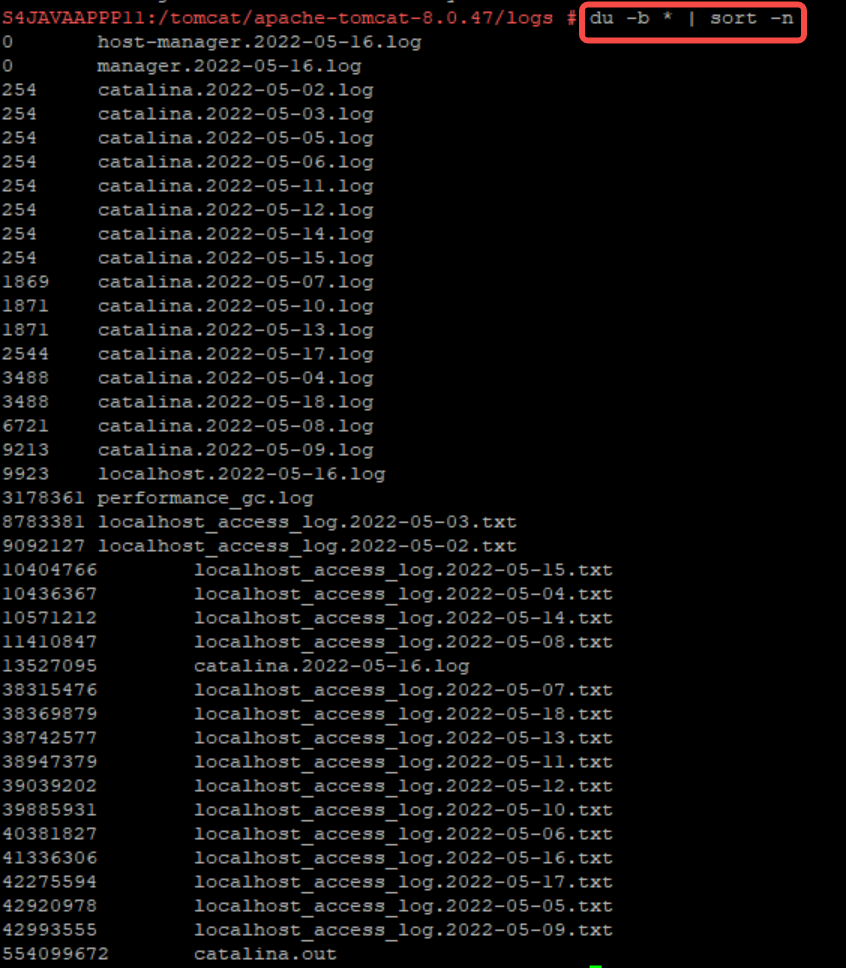 S4JAVAAPPP11:/tomcat/apache-tomcat-8.0.47/logs # du -b * | sort -n
0       host-manager.2022-05-16.log
0       manager.2022-05-16.log
254     catalina.2022-05-02.log
254     catalina.2022-05-03.log
254     catalina.2022-05-05.log
254     catalina.2022-05-06.log
254     catalina.2022-05-11.log
254     catalina.2022-05-12.log
254     catalina.2022-05-14.log
254     catalina.2022-05-15.log
1869    catalina.2022-05-07.log
1871    catalina.2022-05-10.log
1871    catalina.2022-05-13.log
2544    catalina.2022-05-17.log
3488    catalina.2022-05-04.log
3488    catalina.2022-05-18.log
6721    catalina.2022-05-08.log
9213    catalina.2022-05-09.log
9923    localhost.2022-05-16.log
3178361 performance_gc.log
8783381 localhost_access_log.2022-05-03.txt
9092127 localhost_access_log.2022-05-02.txt
10404766        localhost_access_log.2022-05-15.txt
10436367        localhost_access_log.2022-05-04.txt
10571212        localhost_access_log.2022-05-14.txt
11410847        localhost_access_log.2022-05-08.txt
13527095        catalina.2022-05-16.log
38315476        localhost_access_log.2022-05-07.txt
38369879        localhost_access_log.2022-05-18.txt
38742577        localhost_access_log.2022-05-13.txt
38947379        localhost_access_log.2022-05-11.txt
39039202        localhost_access_log.2022-05-12.txt
39885931        localhost_access_log.2022-05-10.txt
40381827        localhost_access_log.2022-05-06.txt
41336306        localhost_access_log.2022-05-16.txt
42275594        localhost_access_log.2022-05-17.txt
42920978        localhost_access_log.2022-05-05.txt
42993555        localhost_access_log.2022-05-09.txt
554099672       catalina.out